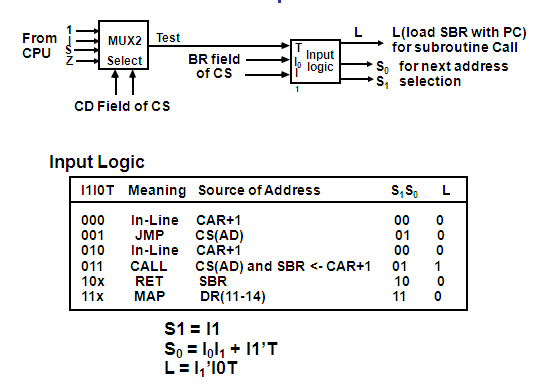 From
CPU
1
I
S
Z
MUX2
Select
Test
CD Field of CS
BR field
of CS
T
I0
1
Input
logic
L
L(load SBR with PC)
for subroutine Call
S0
S1
for next address
selection
Input Logic
I1I0T Meaning Source of Address S1S0 L
000 In-Line CAR+1 00 0
001 JMP CS(AD) 01 0
010 In-Line CAR+1 00 0
011 CALL CS(AD) and SBR <- CAR+1 01 1
10x RET SBR 10 0
11x MAP DR(11-14) 11 0
S1 = I1
S0 = I0I1 + I1'T
L = I1'I0T